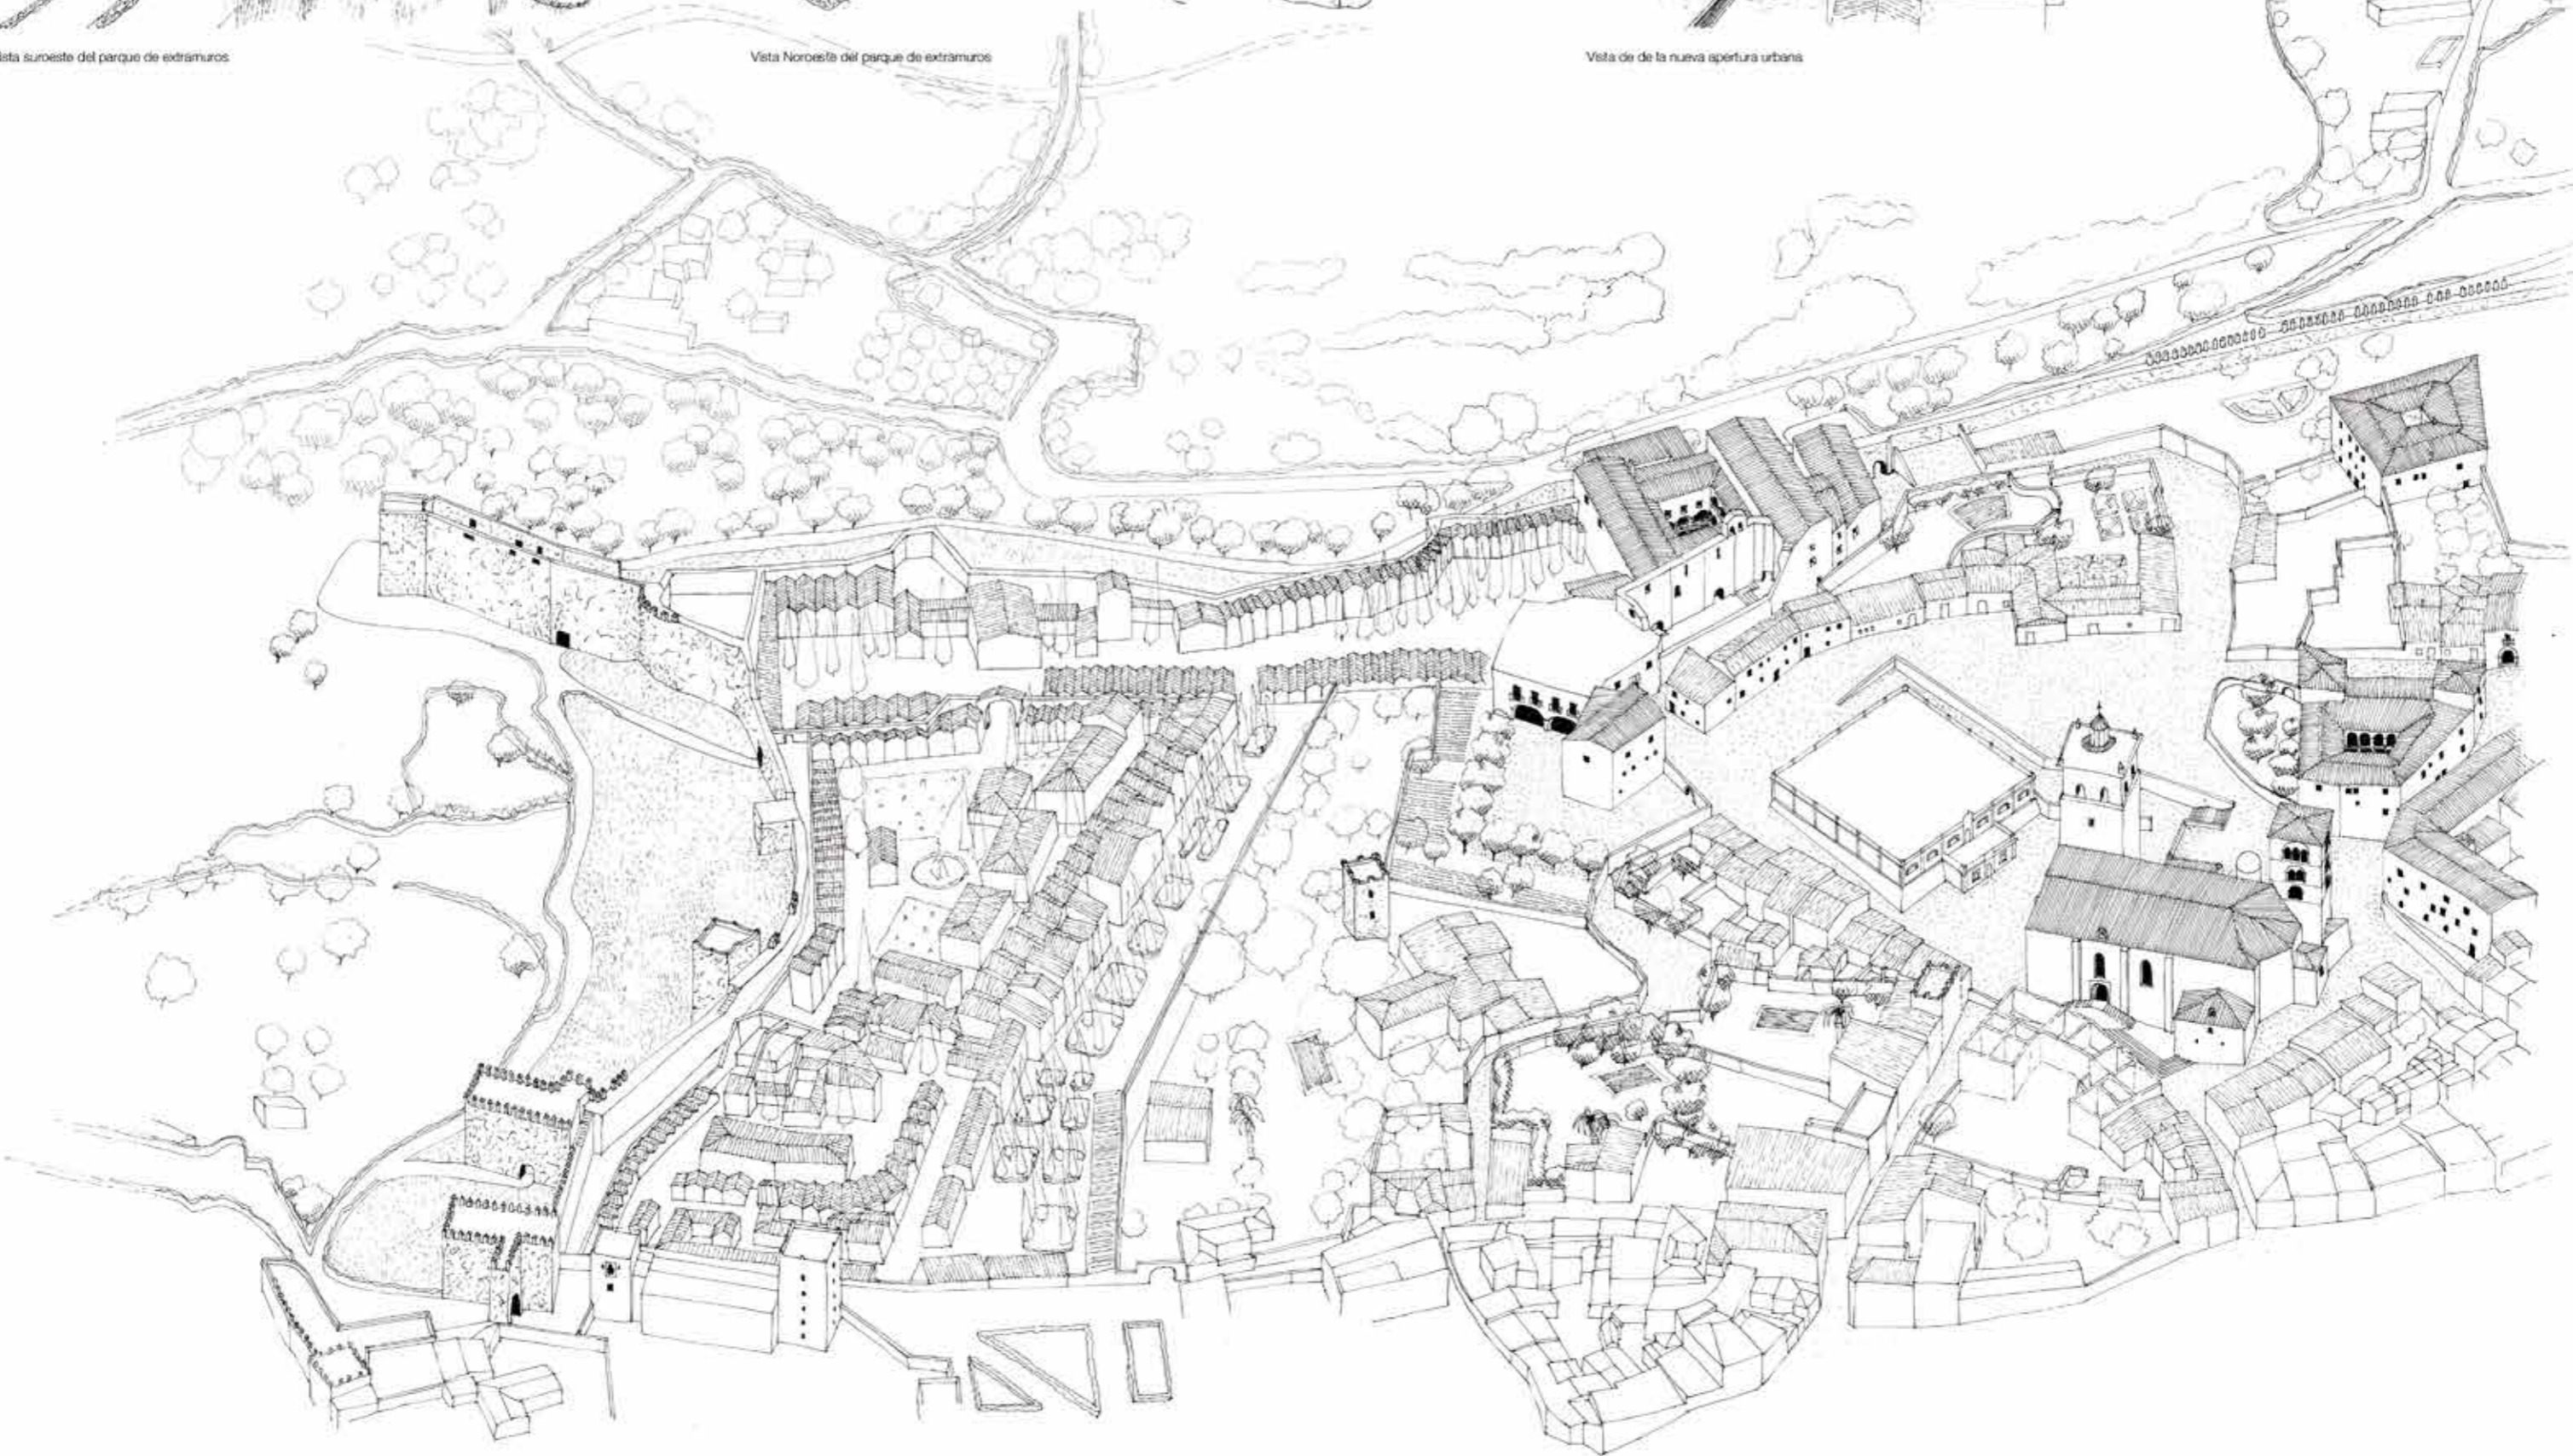 ista suroeste del parque de extramuros
Vista Noroeste del parque de extramuros
Vista de de la nueva apertura urbana